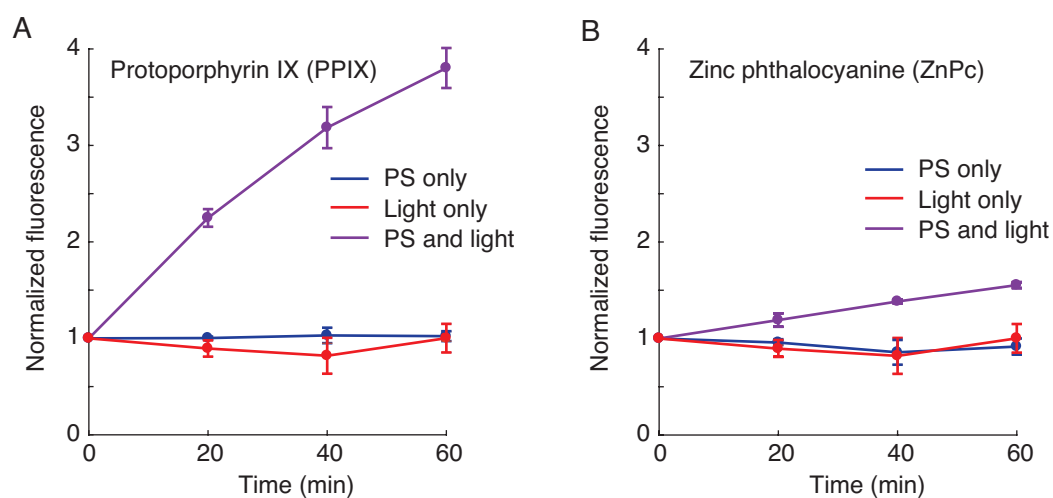 A
Protoporphyrin IX (PPIX)
Normalized fluorescence
4
3
2
1
0
PS only
Light only
PS and light
0 20 40 60
Time (min)
B
Zinc phthalocyanine (ZnPc)
Normalized fluorescence
4
3
2
1
0
PS only
Light only
PS and light
0 20 40 60
Time (min)